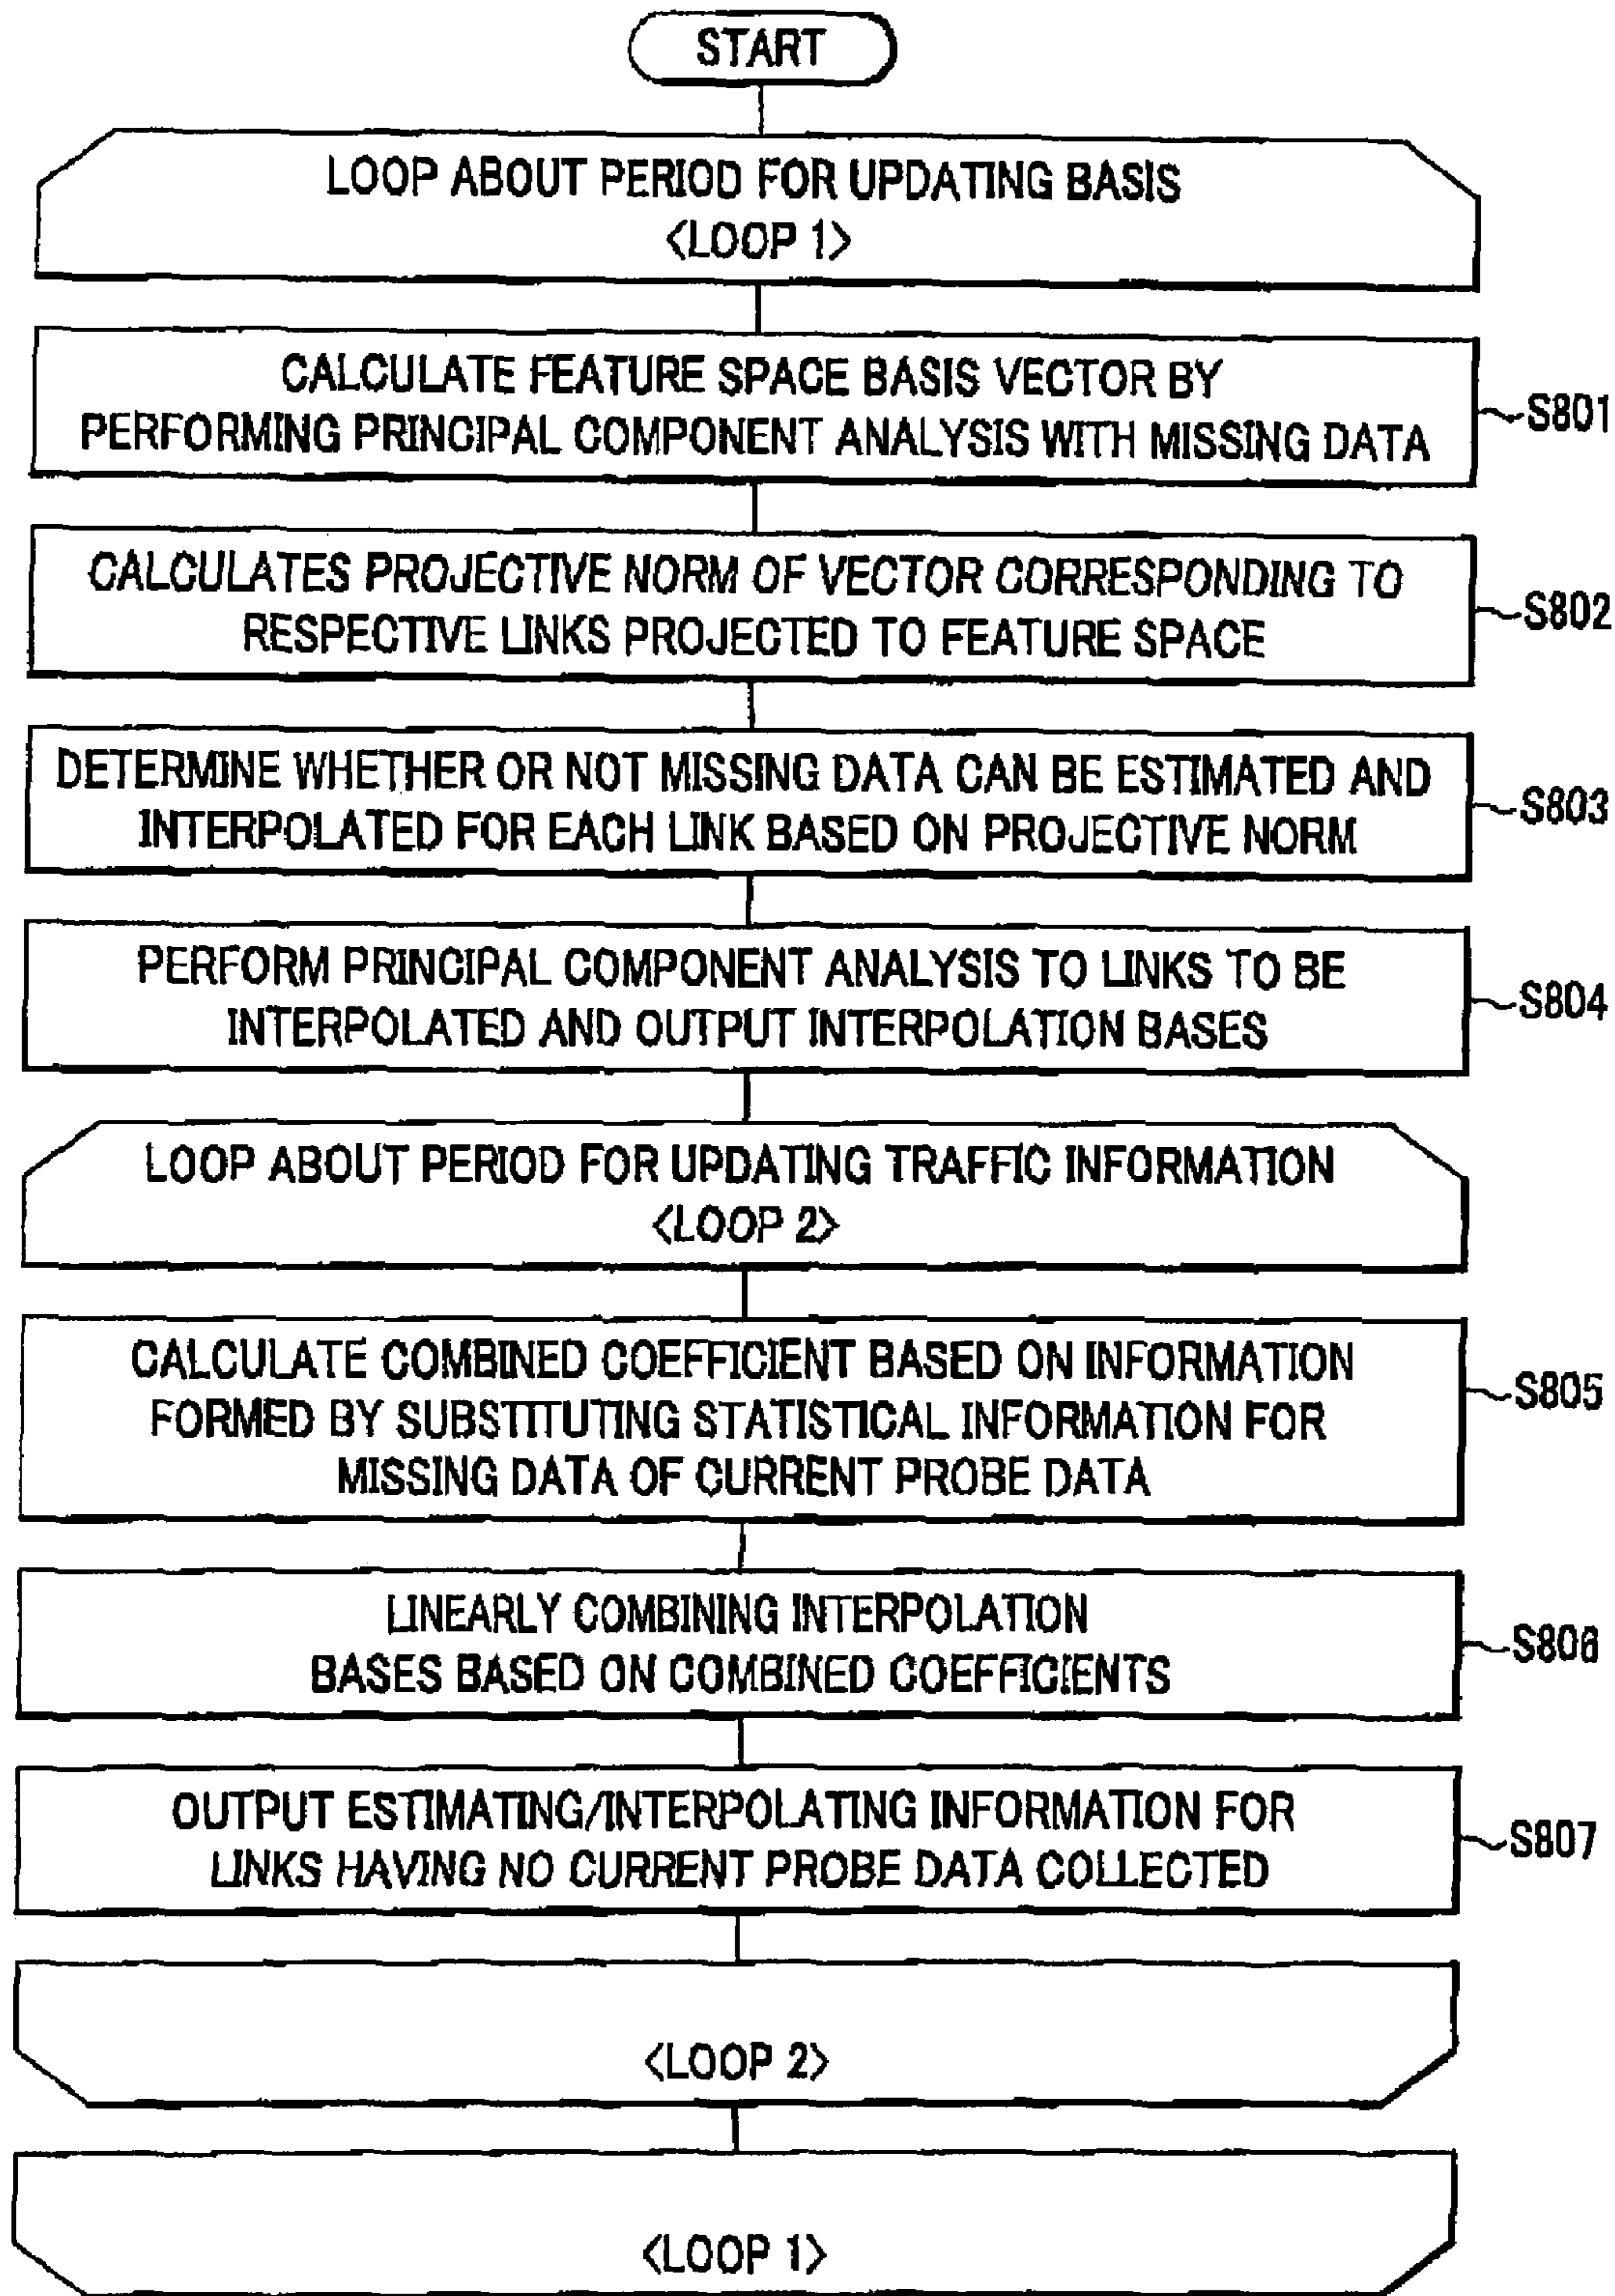 START
LOOP ABOUT PERIOD FOR UPDATING BASIS
<LOOP 1>
CALCULATE FEATURE SPACE BASIS VECTOR BY
PERFORMING PRINCIPAL COMPONENT ANALYSIS WITH MISSING DATA
S801
CALCULATES PROJECTIVE NORM OF VECTOR CORRESPONDING TO
RESPECTIVE LINKS PROJECTED TO FEATURE SPACE
S802
DETERMINE WHETHER OR NOT MISSING DATA CAN BE ESTIMATED AND
INTERPOLATED FOR EACH LINK BASED ON PROJECTIVE NORM
S803
PERFORM PRINCIPAL COMPONENT ANALYSIS TO LINKS TO BE
INTERPOLATED AND OUTPUT INTERPOLATION BASES
S804
LOOP ABOUT PERIOD FOR UPDATING TRAFFIC INFORMATION
<LOOP 2>
CALCULATE COMBINED COEFFICIENT BASED ON INFORMATION
FORMED BY SUBSTITUTING STATISTICAL INFORMATION FOR
MISSING DATA OF CURRENT PROBE DATA
S805
LINEARLY COMBINING INTERPOLATION
BASES BASED ON COMBINED COEFFICIENTS
S806
OUTPUT ESTIMATING/INTERPOLATING INFORMATION FOR
LINKS HAVING NO CURRENT PROBE DATA COLLECTED
S807
<LOOP 2>
<LOOP 1>